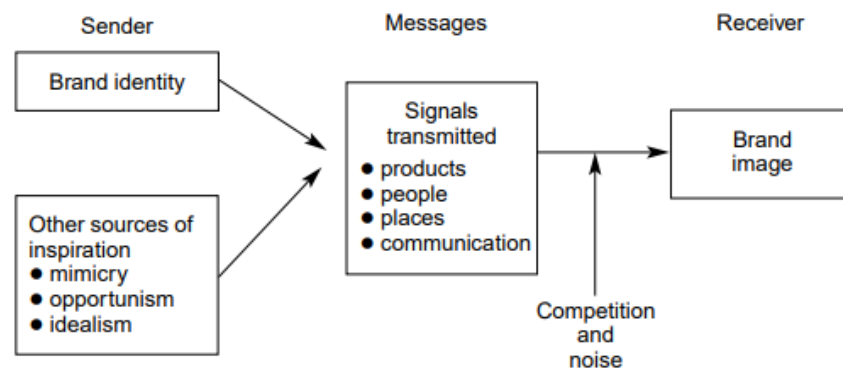 Sender
Messages
Receiver
Brand identity
Other sources of
inspiration
● mimicry
● opportunism
● idealism
Signals
transmitted
● products
● people
● places
● communication
Competition
and
noise
Brand
image